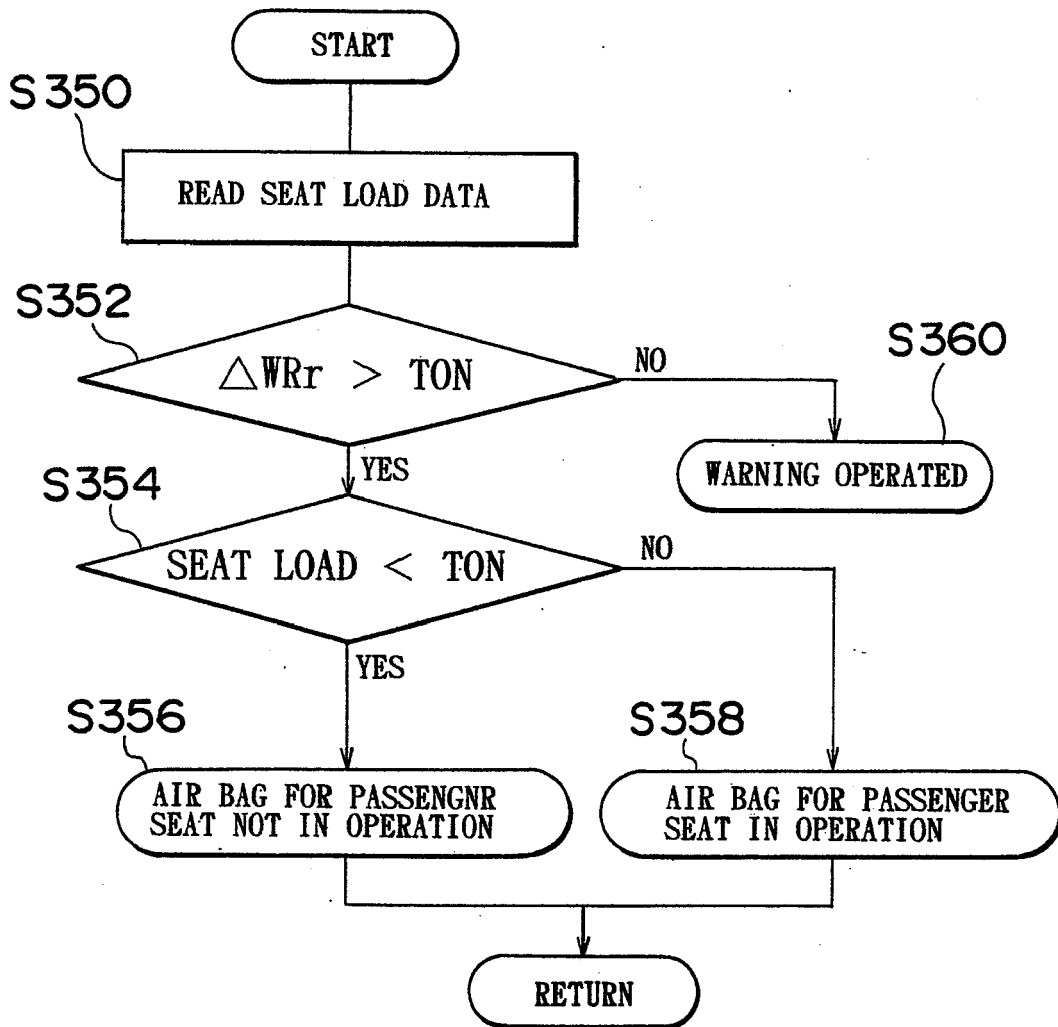 START
S350
READ SEAT LOAD DATA
S352
△WRr > TON
NO
S360
WARNING OPERATED
YES
S354
SEAT LOAD < TON
NO
YES
S356
AIR BAG FOR PASSENGNR
SEAT NOT IN OPERATION
S358
AIR BAG FOR PASSENGER
SEAT IN OPERATION
RETURN